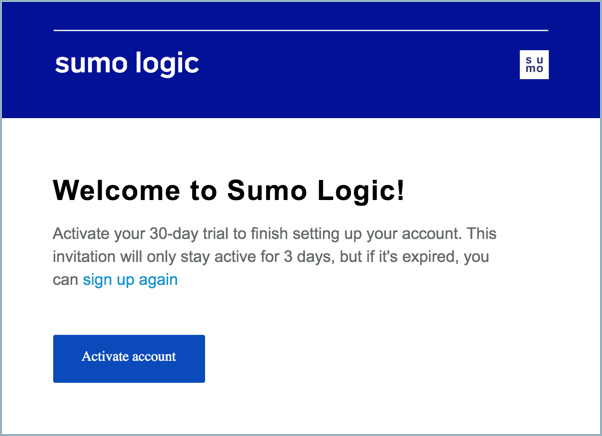 sumo logic
su
mo
Welcome to Sumo Logic!
Activate your 30-day trial to finish setting up your account. This
invitation will only stay active for 3 days, but if it's expired, you
can sign up again
Activate account